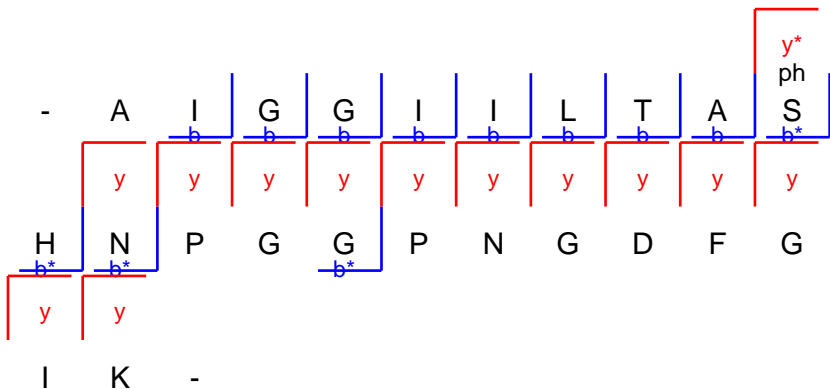 y*
ph
- A I G G I I L T A S
b b b b b b b b b*
y y y y y y y y y
H N P G G P N G D F G
b* b* b*
y y
I K -